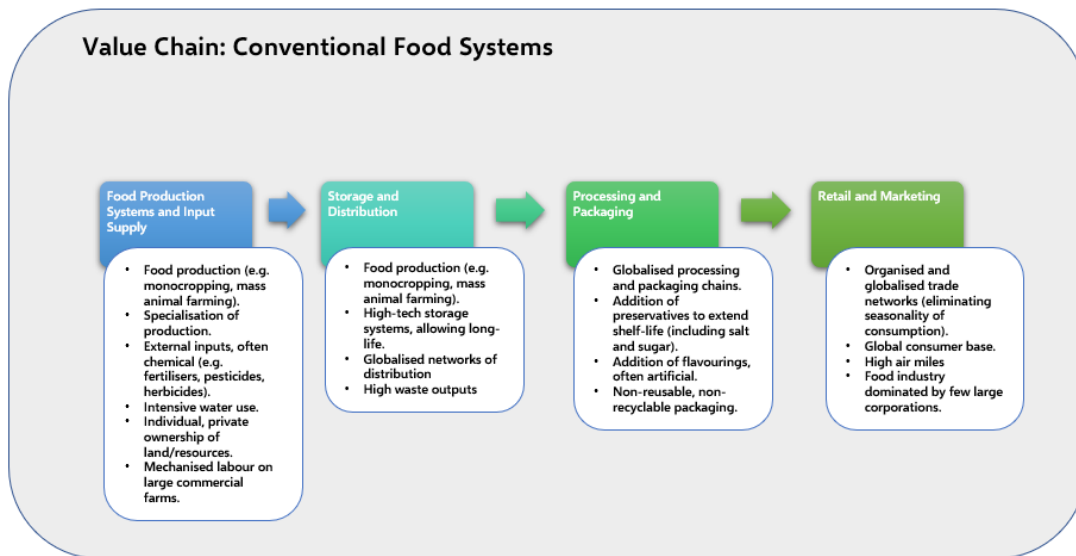 Value Chain: Conventional Food Systems
Food Production
Systems and Input
Supply
• Food production (e.g.
monocropping, mass
animal farming).
• Specialisation of
production.
• External inputs, often
chemical (e.g.
fertilisers, pesticides,
herbicides).
• Intensive water use.
• Individual, private
ownership of
land/resources.
• Mechanised labour on
large commercial
farms.
Storage and
Distribution
• Food production (e.g.
monocropping, mass
animal farming).
• High-tech storage
systems, allowing long-
life.
• Globalised networks of
distribution
• High waste outputs
Processing and
Packaging
• Globalised processing
and packaging chains.
• Addition of
preservatives to extend
shelf-life (including salt
and sugar).
• Addition of flavourings,
often artificial.
• Non-reusable, non-
recyclable packaging.
Retail and Marketing
• Organised and
globalised trade
networks (eliminating
seasonality of
consumption).
• Global consumer base.
• High air miles
• Food industry
dominated by few large
corporations.